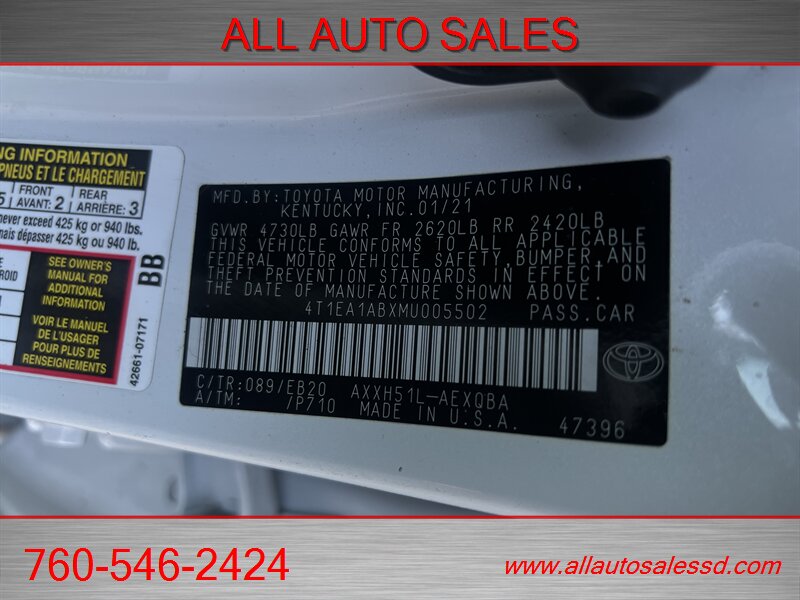 ALL AUTO SALES
NG INFORMATION
PNEUS ET LE CHARGEMENT
5 FRONT AVANT: 2 REAR ARRIÈRE: 3
never exceed 425 kg or 940 lbs.
mais dépasser 425 kg ou 940 lb.
SEE OWNER'S
MANUAL FOR
ADDITIONAL
INFORMATION
VOIR LE MANUEL
DU USAGER
POUR PLUS DE
RENSEIGNEMENTS
BB
42661-07171
MFD.BY:TOYOTA MOTOR MANUFACTURING,
KENTUCKY,INC.01/21
GVWR 4730LB GAWR FR 2620LB RR 2420LB
THIS VEHICLE CONFORMS TO ALL APPLICABLE
FEDERAL MOTOR VEHICLE SAFETY,BUMPER,AND
THEFT PREVENTION STANDARDS IN EFFECT ON
THE DATE OF MANUFACTURE SHOWN ABOVE.
4T1EA1ABXMU005502 PASS.CAR
C/TR:089/EB20 AXXH51L-AEXQBA
A/TM: /P710 MADE IN U.S.A.
47396
760-546-2424
www.allautosalessd.com